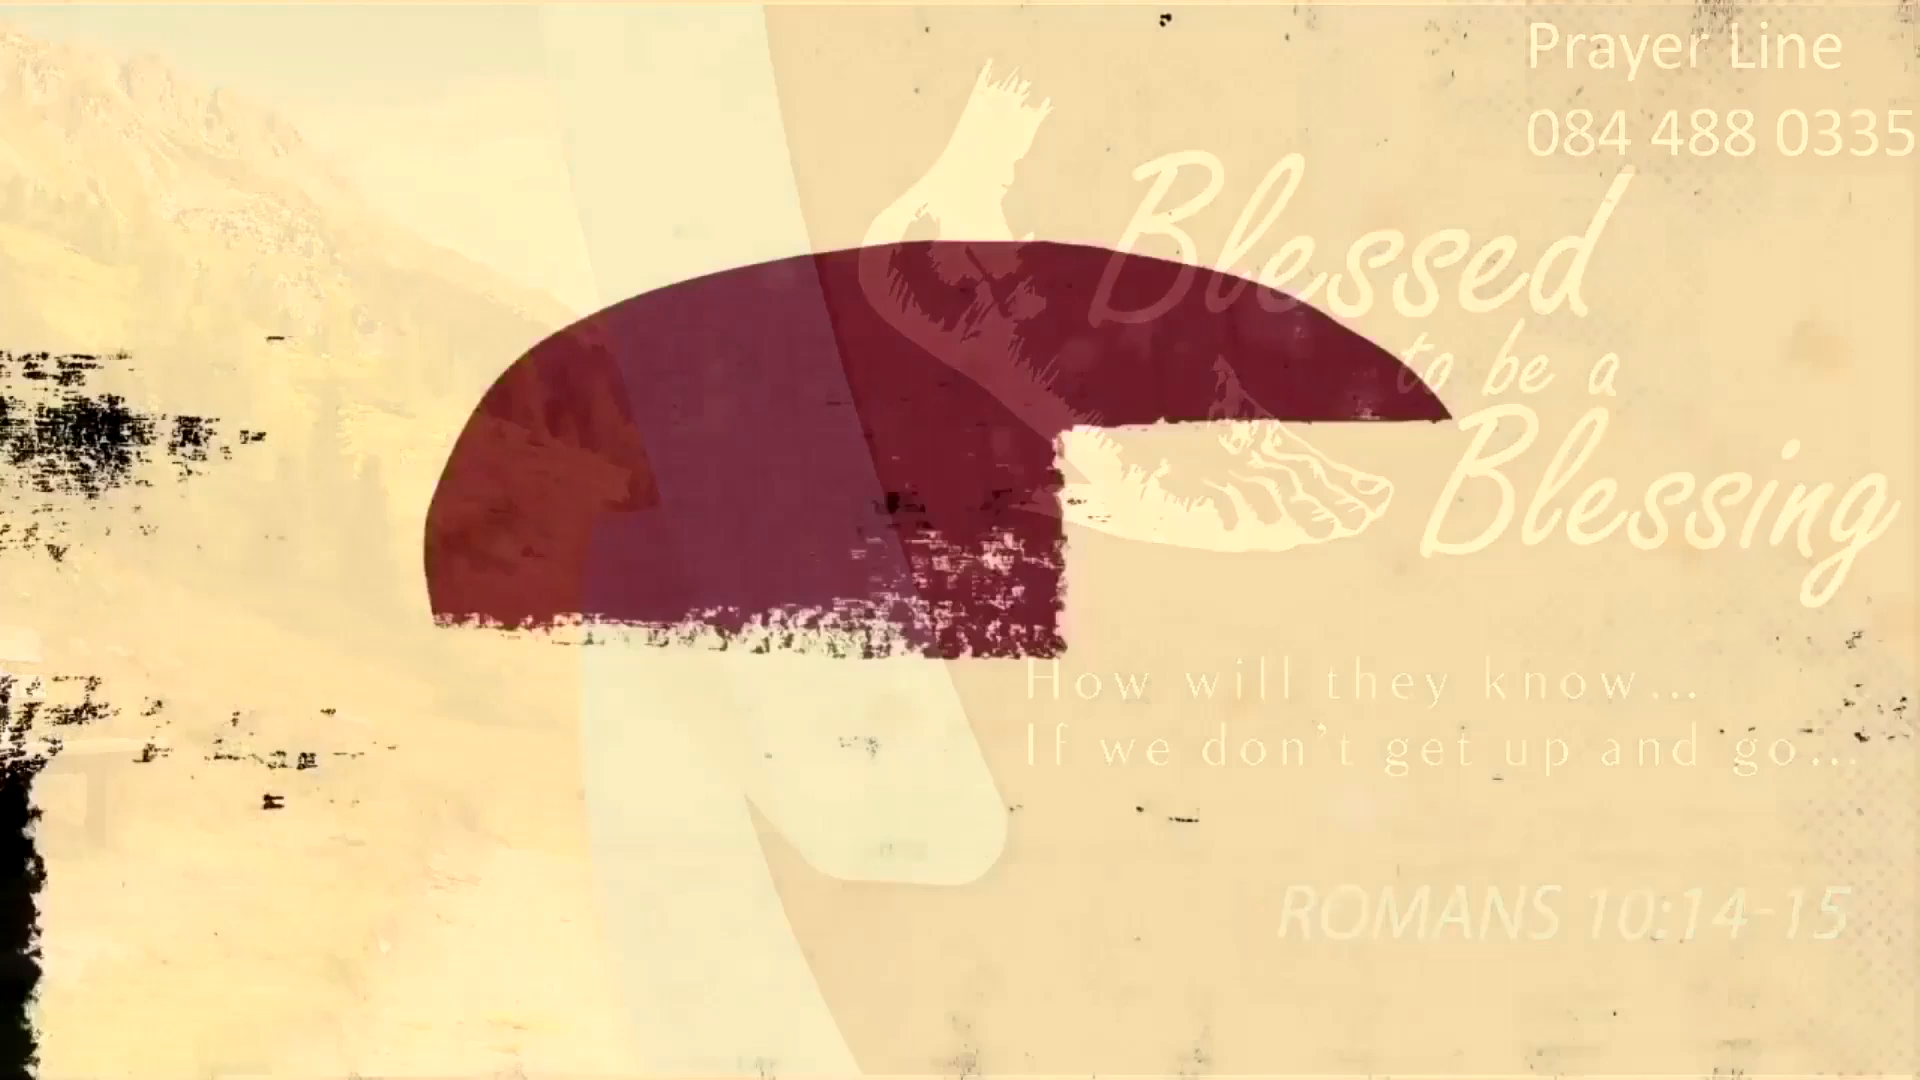 Prayer Line
084 488 0335
Blessed
to be a
Blessing
How will they know...
If we don't get up and go...
ROMANS 10:14-15